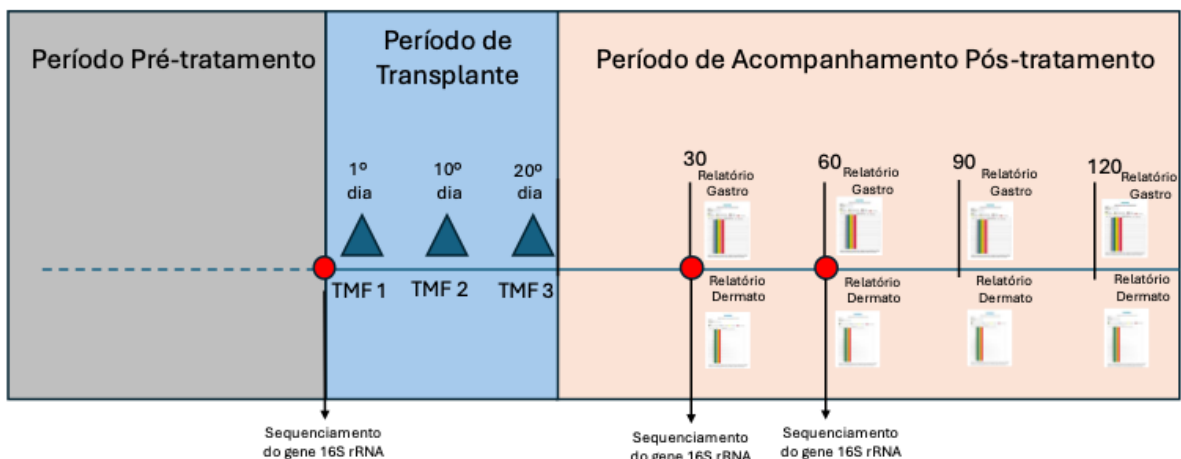 Período Pré-tratamento
Período de
Transplante
Período de Acompanhamento Pós-tratamento
1º
dia
10º
dia
20º
dia
TMF 1
TMF 2
TMF 3
30
Relatório
Gastro
60
Relatório
Gastro
90
Relatório
Gastro
120
Relatório
Gastro
Relatório
Dermato
Relatório
Dermato
Relatório
Dermato
Relatório
Dermato
Sequenciamento
do gene 16S rRNA
Sequenciamento
do gene 16S rRNA
Sequenciamento
do gene 16S rRNA